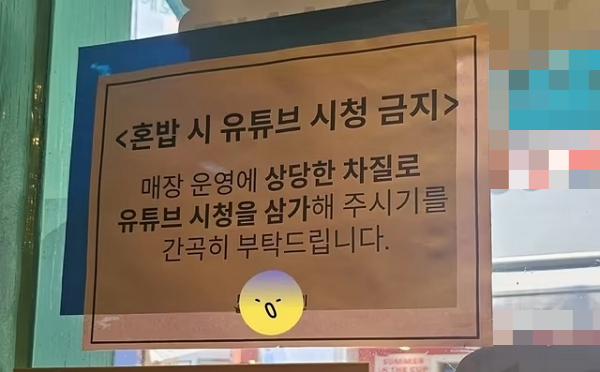 <혼밥 시 유튜브 시청 금지>
매장 운영에 상당한 차질로
유튜브 시청을 삼가해 주시기를
간곡히 부탁드립니다.
SUMMER